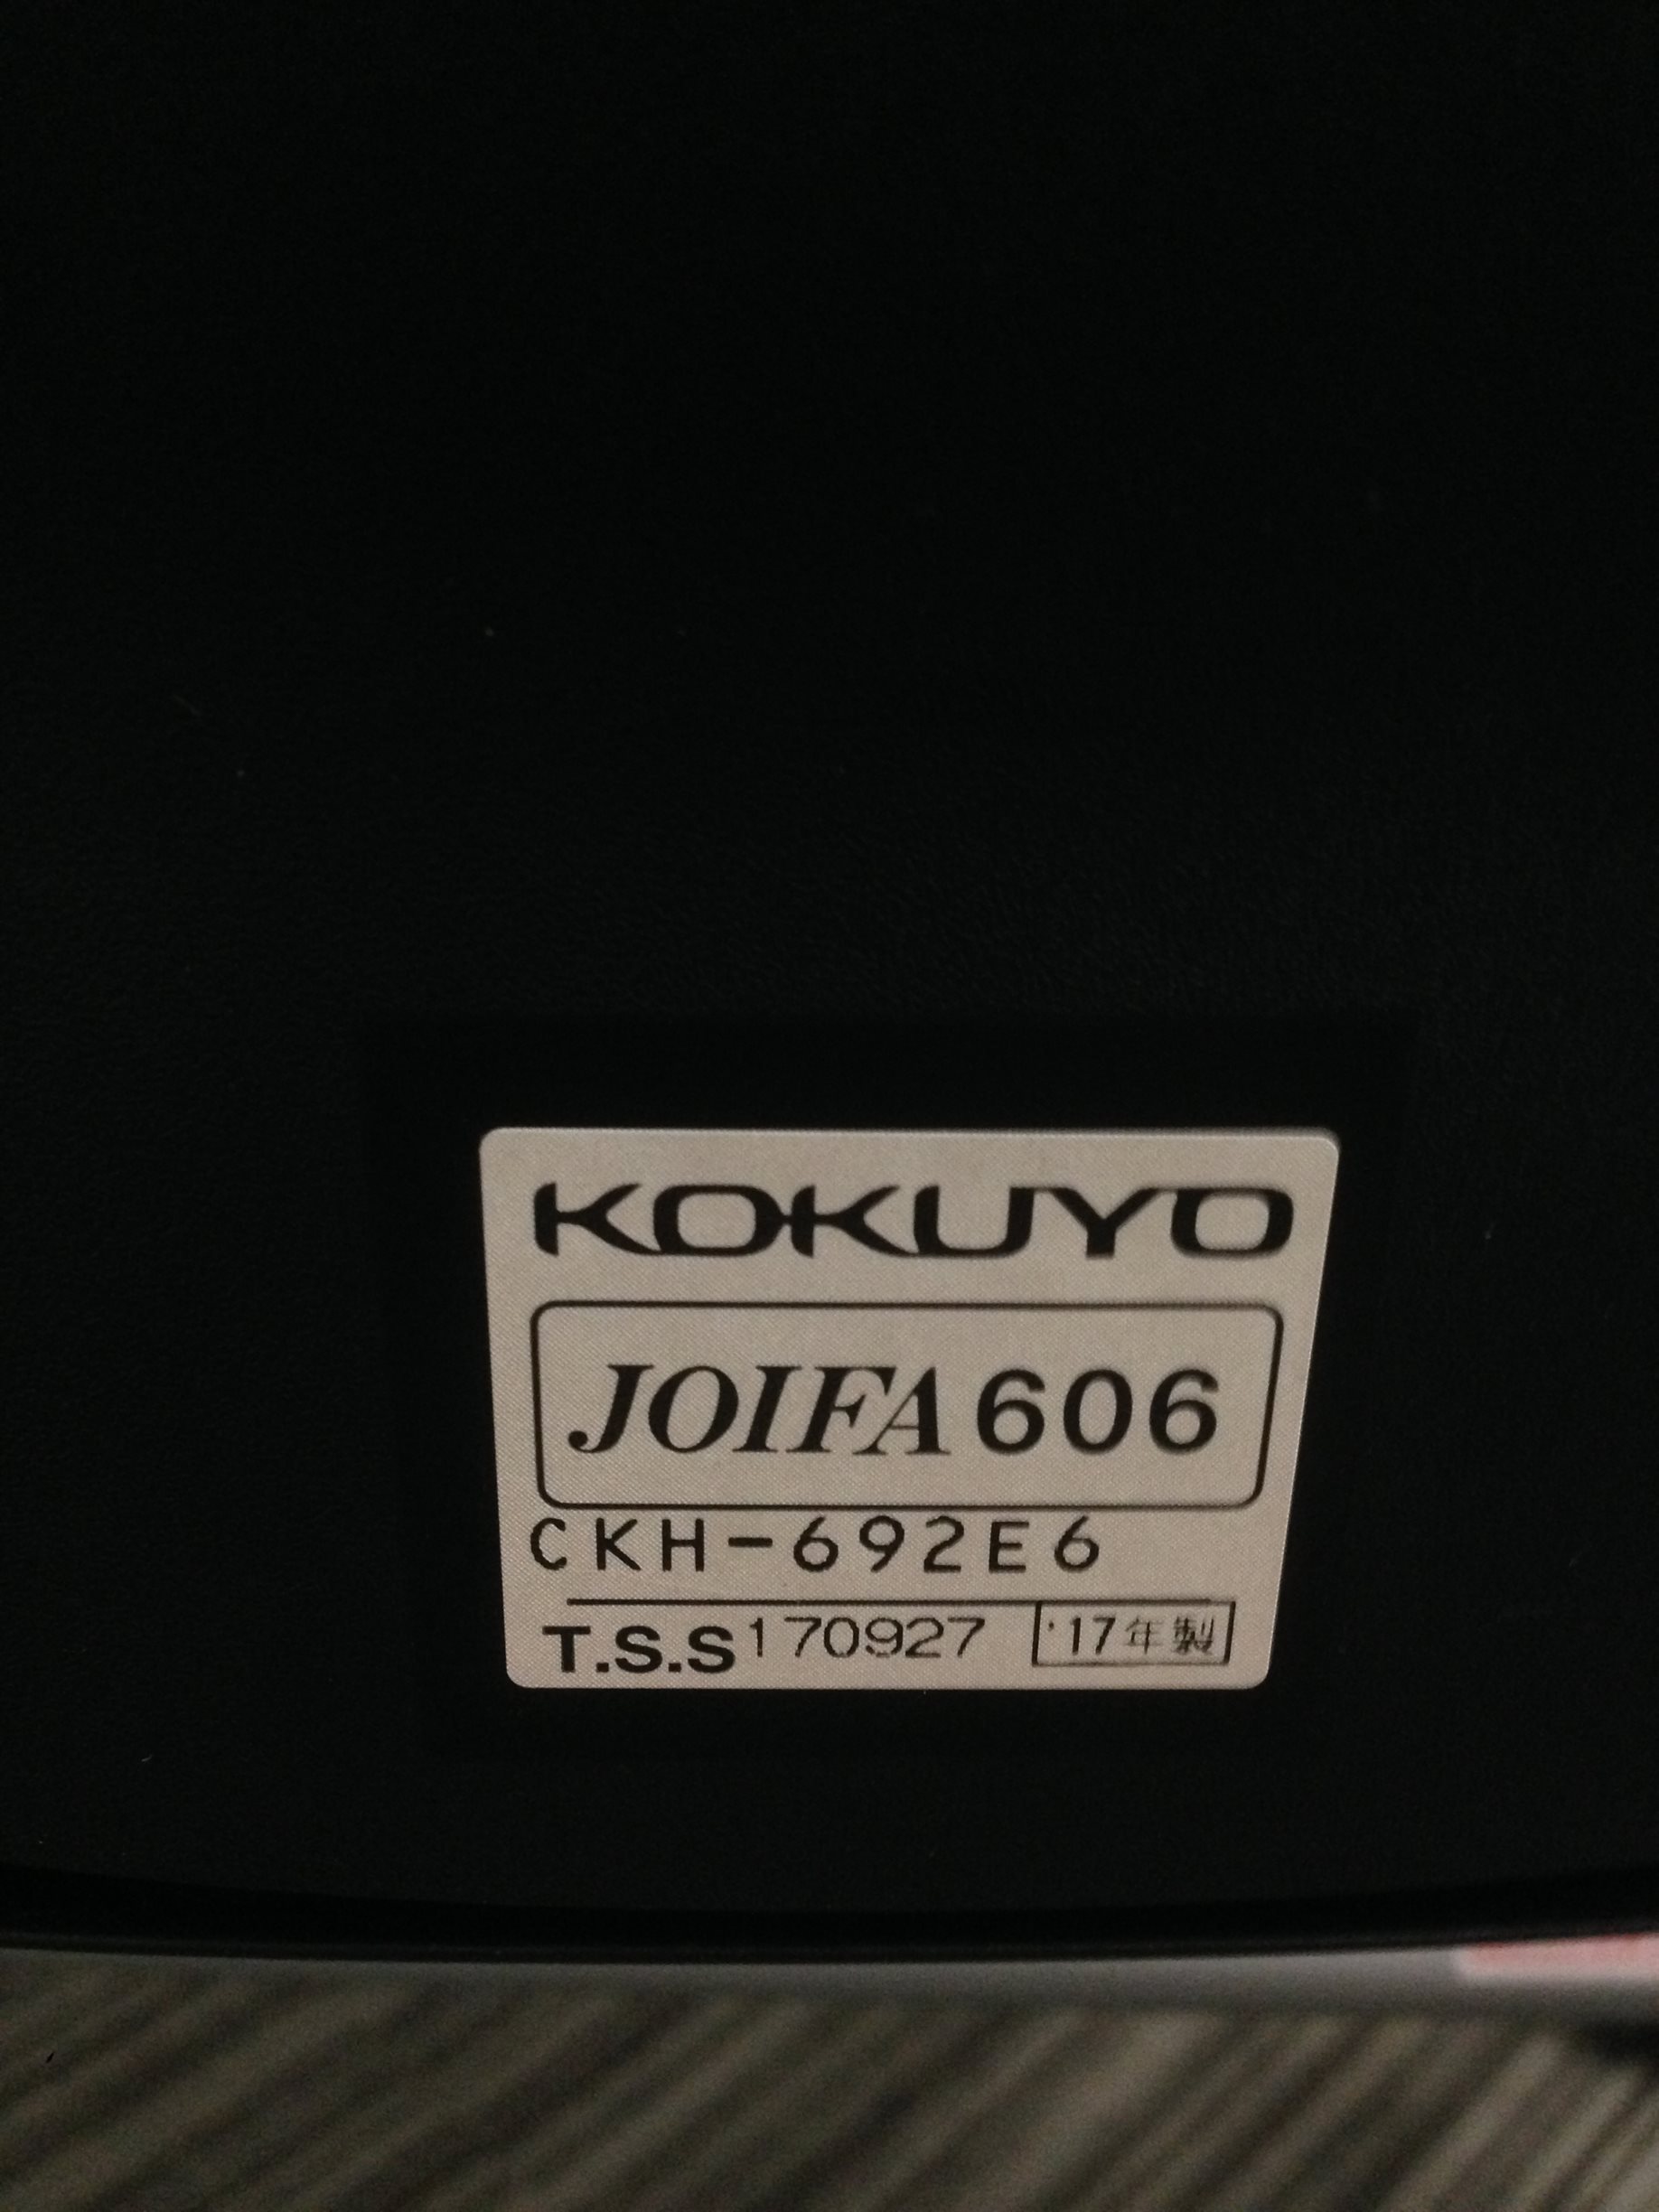 KOKUYO
JOIFA 606
CKH-692E6
T.S.S 170927 '17年製